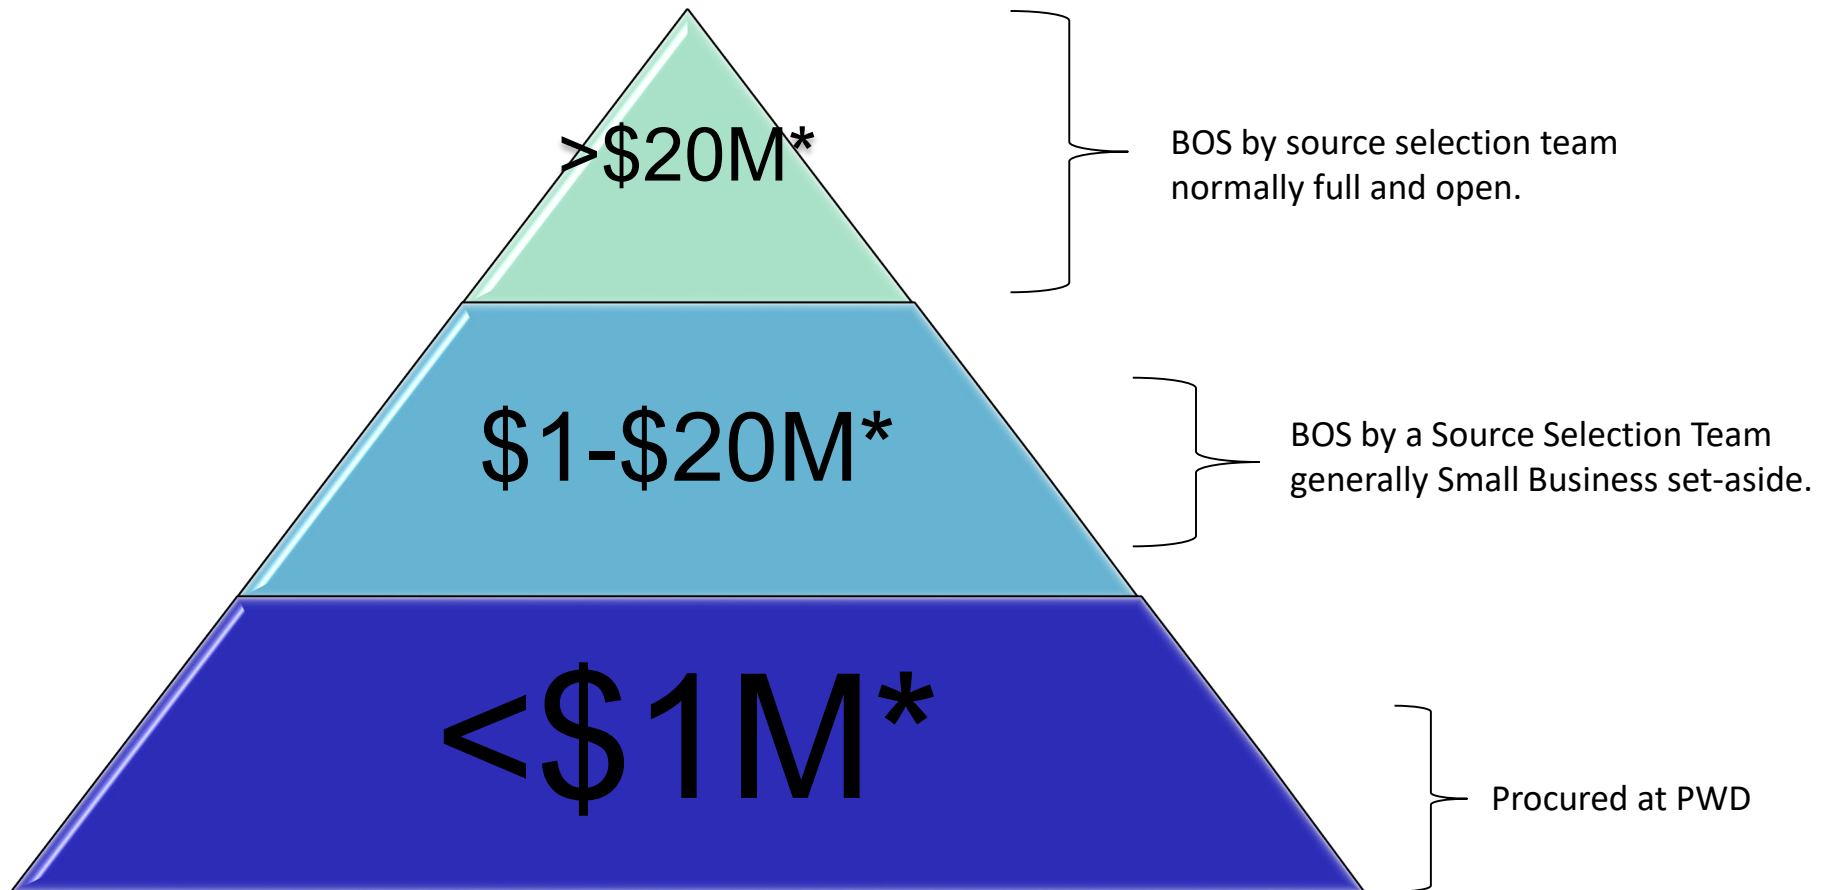 >$20M*
BOS by source selection team
normally full and open.
$1-$20M*
BOS by a Source Selection Team
generally Small Business set-aside.
<$1M*
Procured at PWD